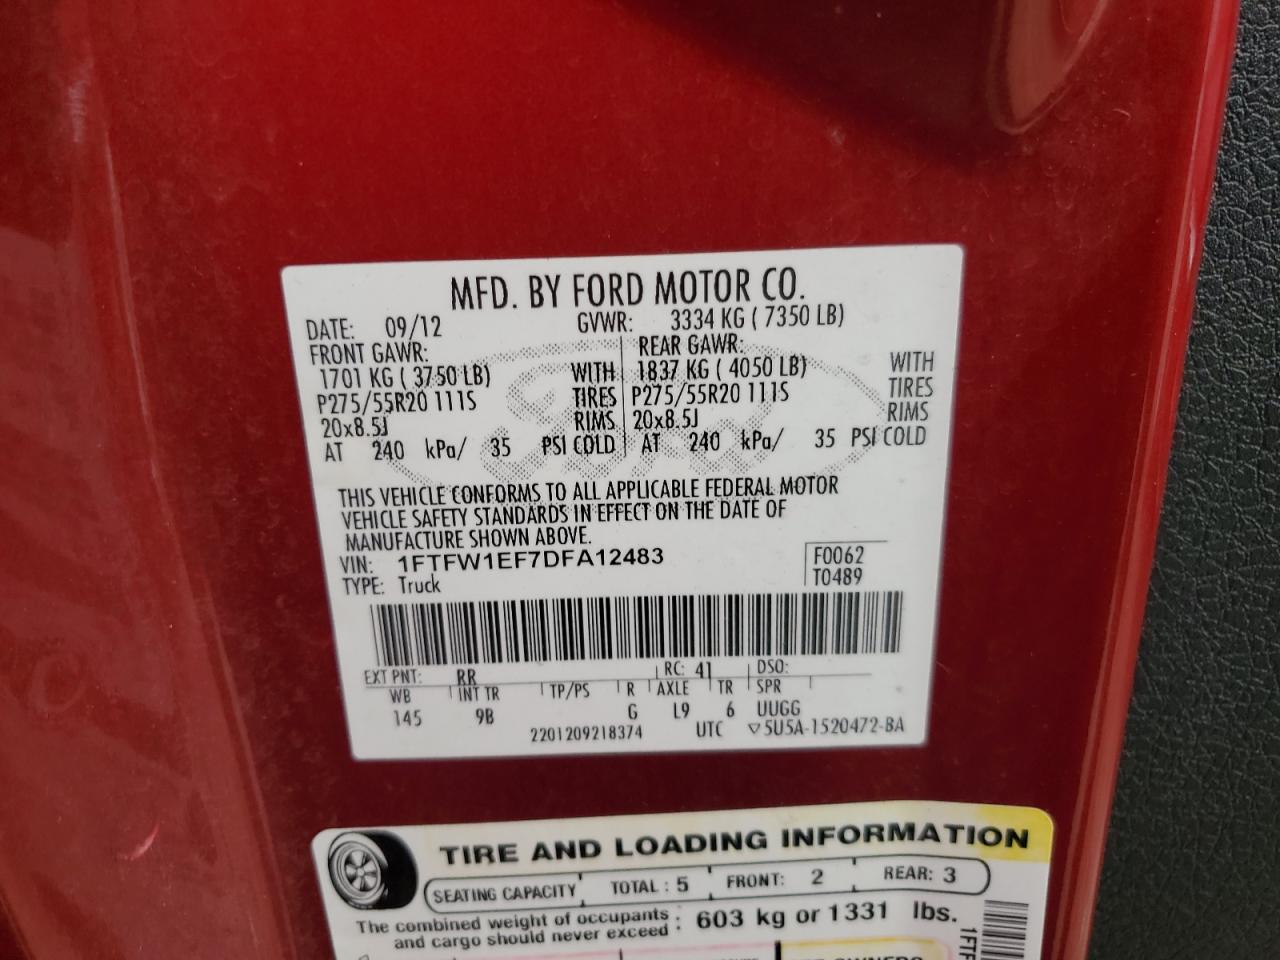 MFD. BY FORD MOTOR CO.
DATE: 09/12 GVWR: 3334 KG ( 7350 LB)
FRONT GAWR: REAR GAWR:
1701 KG ( 3750 LB) WITH 1837 KG ( 4050 LB) WITH
P275/55R20 111S TIRES P275/55R20 111S TIRES
20x8.5J RIMS 20x8.5J RIMS
AT 240 kPa/ 35 PSI COLD AT 240 kPa/ 35 PSI COLD
Ford
THIS VEHICLE CONFORMS TO ALL APPLICABLE FEDERAL MOTOR
VEHICLE SAFETY STANDARDS IN EFFECT ON THE DATE OF
MANUFACTURE SHOWN ABOVE.
VIN: 1FTFW1EF7DFA12483 F0062
TYPE: Truck T0489
EXT PNT: RR RC: 41 DSO:
WB INT TR TP/PS R AXLE TR SPR
145 9B G L9 6 UUGG
2201209218374 UTC ▽5U5A-1520472-BA
TIRE AND LOADING INFORMATION
SEATING CAPACITY TOTAL : 5 FRONT: 2 REAR: 3
The combined weight of occupants : 603 kg or 1331 lbs.
and cargo should never exceed :
1FTF